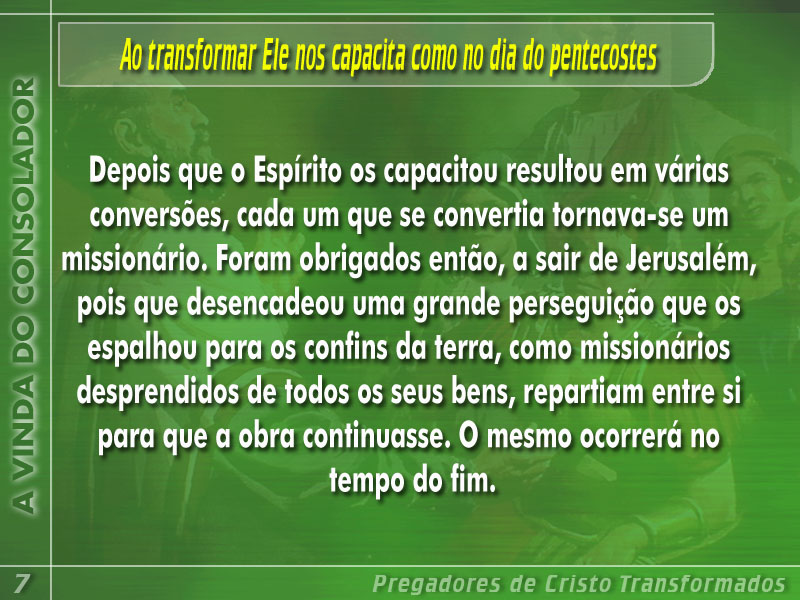 Ao transformar Ele nos capacita como no dia do pentecostes
A VINDA DO CONSOLADOR
Depois que o Espírito os capacitou resultou em várias
conversões, cada um que se convertia tornava-se um
missionário. Foram obrigados então, a sair de Jerusalém,
pois que desencadeou uma grande perseguição que os
espalhou para os confins da terra, como missionários
desprendidos de todos os seus bens, repartiam entre si
para que a obra continuasse. O mesmo ocorrerá no
tempo do fim.
7
Pregadores de Cristo Transformados